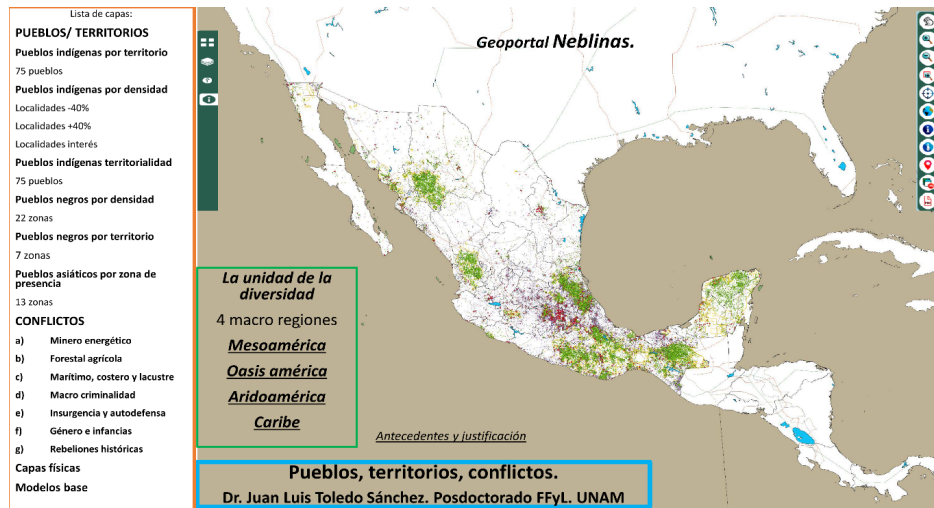 Lista de capas:
PUEBLOS/ TERRITORIOS
Pueblos indígenas por territorio
75 pueblos
Pueblos indígenas por densidad
Localidades -40%
Localidades +40%
Localidades interés
Pueblos indígenas territorialidad
75 pueblos
Pueblos negros por densidad
22 zonas
Pueblos negros por territorio
7 zonas
Pueblos asiáticos por zona de
presencia
13 zonas
CONFLICTOS
a) Minero energético
b) Forestal agrícola
c) Marítimo, costero y lacustre
d) Macro criminalidad
e) Insurgencia y autodefensa
f) Género e infancias
g) Rebeliones históricas
Capas físicas
Modelos base
Geoportal Neblinas.
La unidad de la
diversidad
4 macro regiones
Mesoamérica
Oasis américa
Aridoamérica
Caribe
Antecedentes y justificación
Pueblos, territorios, conflictos.
Dr. Juan Luis Toledo Sánchez. Posdoctorado FFyL. UNAM